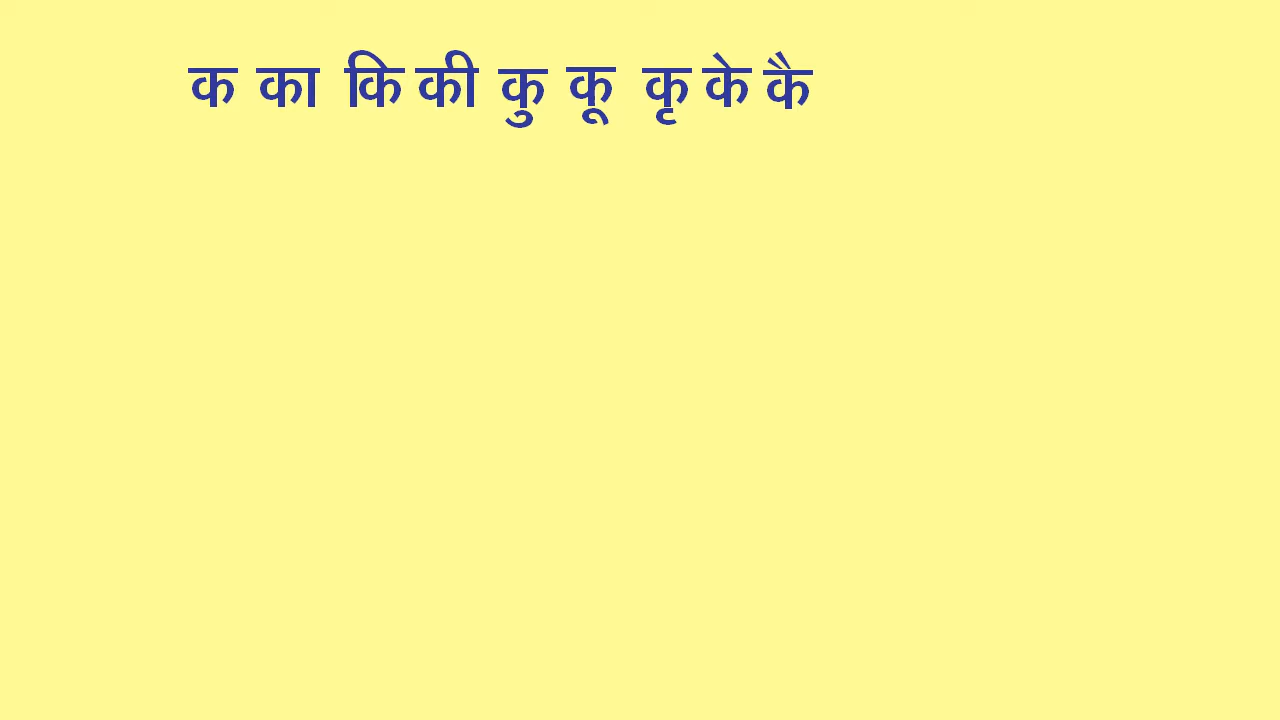 क का कि की कु कू कृ के कै